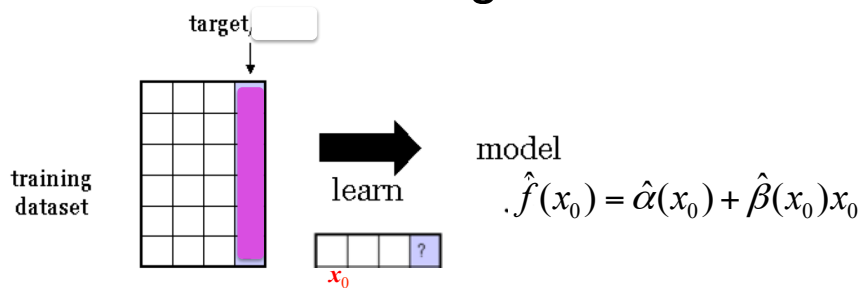 target/
training
dataset
learn
?
x₀
model
. f̂(x₀) = α̂(x₀) + β̂(x₀)x₀